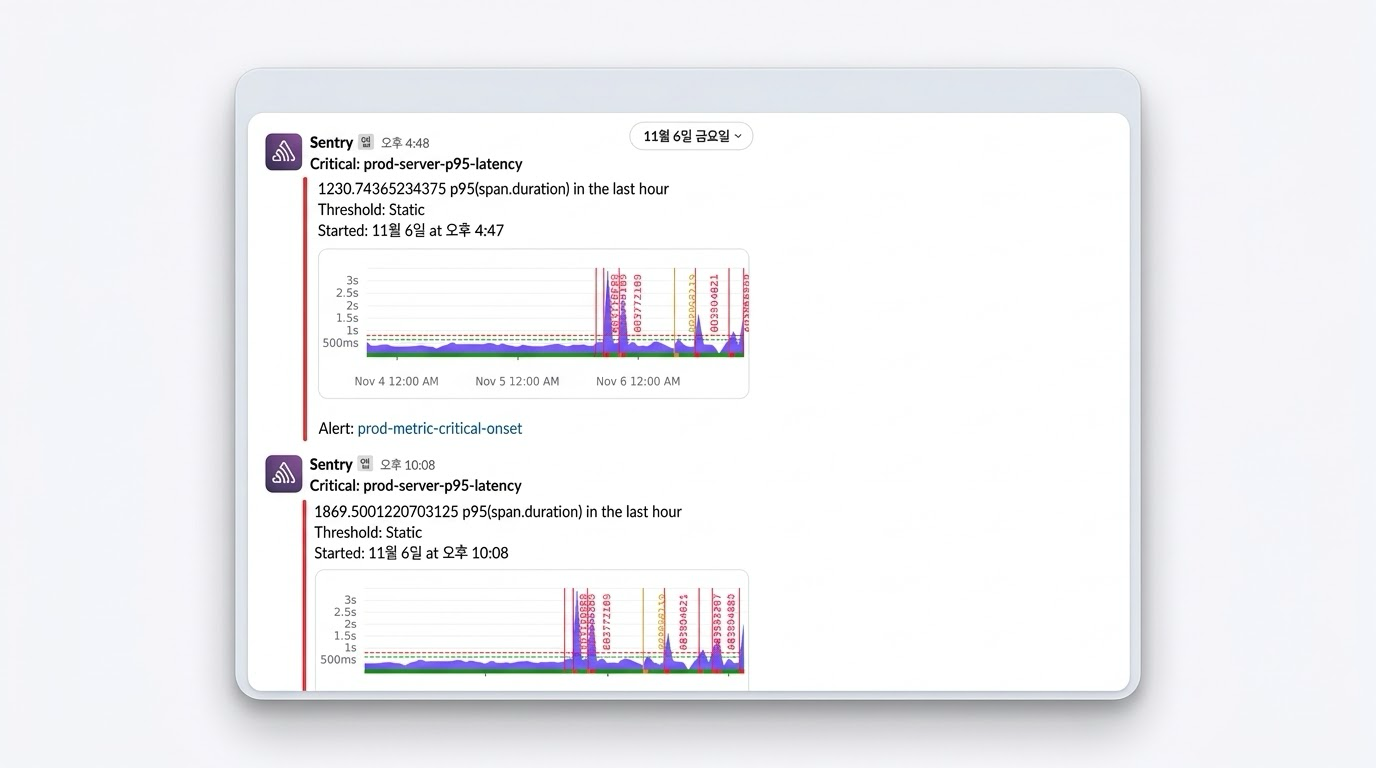 11월 6일 금요일
Sentry 앱 오후 4:48
Critical: prod-server-p95-latency
1230.74365234375 p95(span.duration) in the last hour
Threshold: Static
Started: 11월 6일 at 오후 4:47
3s
2.5s
2s
1.5s
1s
500ms
Nov 4 12:00 AM
Nov 5 12:00 AM
Nov 6 12:00 AM
Alert: prod-metric-critical-onset
Sentry 앱 오후 10:08
Critical: prod-server-p95-latency
1869.5001220703125 p95(span.duration) in the last hour
Threshold: Static
Started: 11월 6일 at 오후 10:08
3s
2.5s
2s
1.5s
1s
500ms